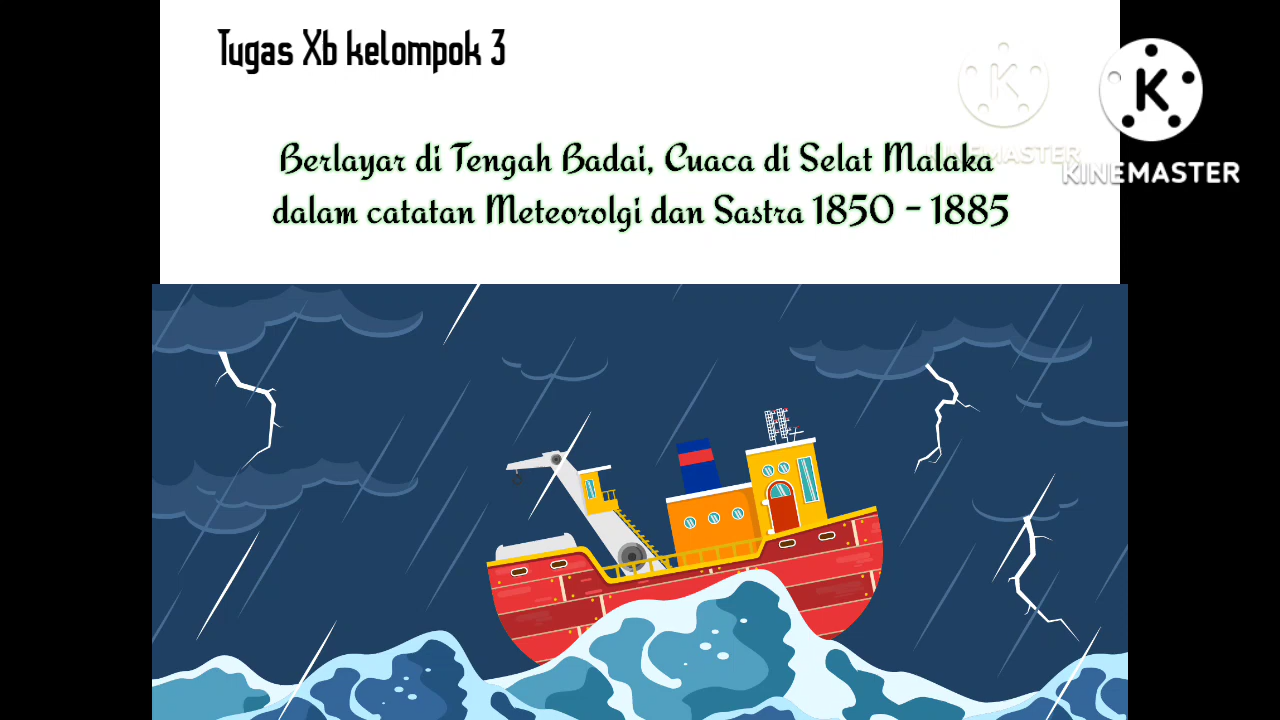 Tugas Xb kelompok 3
K
KINEMASTER
Berlayar di Tengah Badai, Cuaca di Selat Malaka
dalam catatan Meteorolgi dan Sastra 1850 - 1885